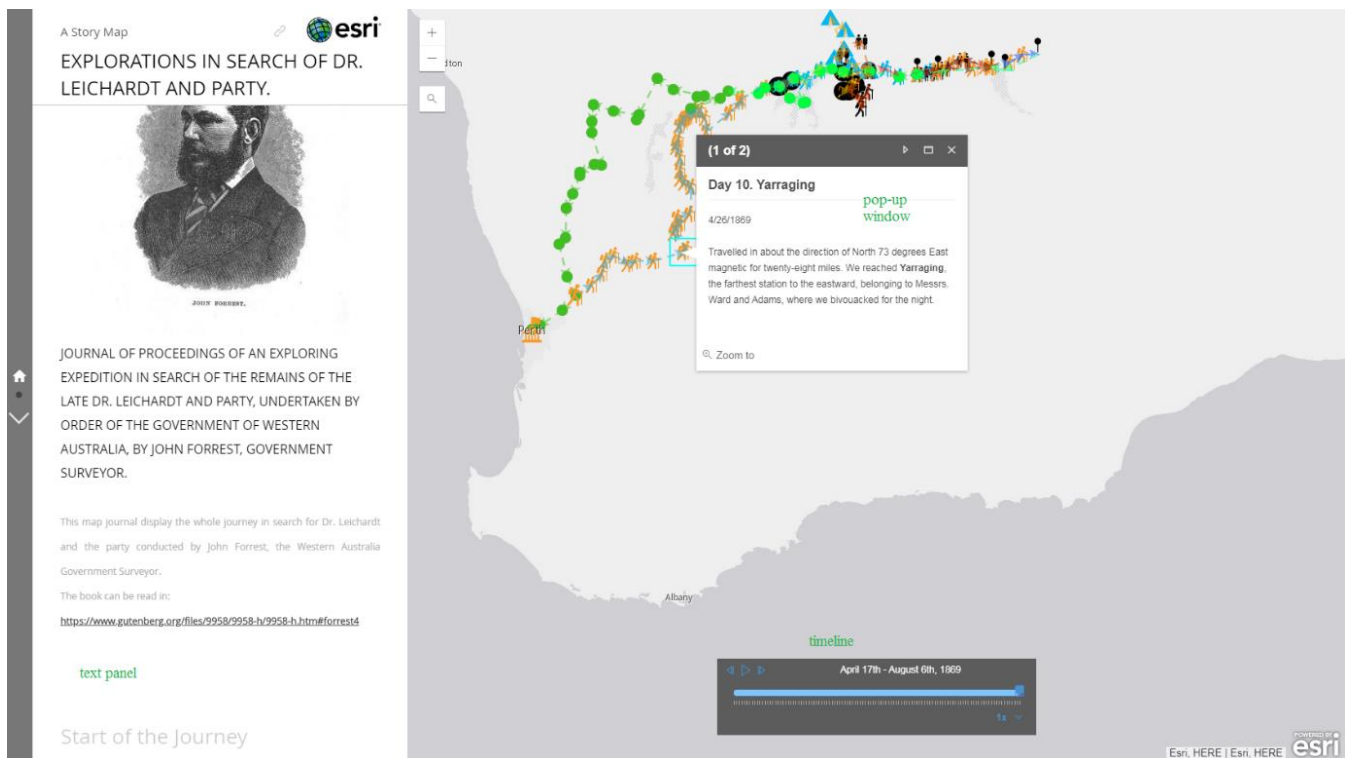 A Story Map
esri
EXPLORATIONS IN SEARCH OF DR.
LEICHARDT AND PARTY.
JOHN FORREST.
JOURNAL OF PROCEEDINGS OF AN EXPLORING
EXPEDITION IN SEARCH OF THE REMAINS OF THE
LATE DR. LEICHARDT AND PARTY, UNDERTAKEN BY
ORDER OF THE GOVERNMENT OF WESTERN
AUSTRALIA, BY JOHN FORREST, GOVERNMENT
SURVEYOR.
This map journal display the whole journey in search for Dr. Leichardt
and the party conducted by John Forrest, the Western Australia
Government Surveyor.
The book can be read in:
https://www.gutenberg.org/files/9958/9958-h/9958-h.htm#forrest4
text panel
Start of the Journey
+
−
lton
(1 of 2)
Day 10. Yarraging
pop-up
window
4/26/1869
Travelled in about the direction of North 73 degrees East
magnetic for twenty-eight miles. We reached Yarraging,
the farthest station to the eastward, belonging to Messrs.
Ward and Adams, where we bivouacked for the night.
Zoom to
Perth
Albany
timeline
April 17th - August 6th, 1869
1x
Esri, HERE | Esri, HERE
POWERED BY
esri